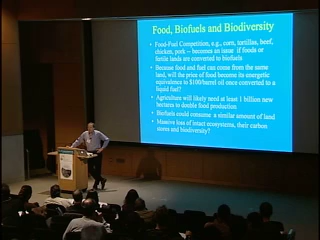 Food, Biofuels and Biodiversity
• Food-Fuel Competition, e.g., corn, tortillas, beef,
chicken, pork -- becomes an issue if foods or
fertile lands are converted to biofuels
• Because food and fuel can come from the same
land, will the price of food become its energetic
equivalence to $100/barrel oil once converted to a
liquid fuel?
• Agriculture will likely need at least 1 billion new
hectares to double food production
• Biofuels could consume a similar amount of land
• Massive loss of intact ecosystems, their carbon
stores and biodiversity?